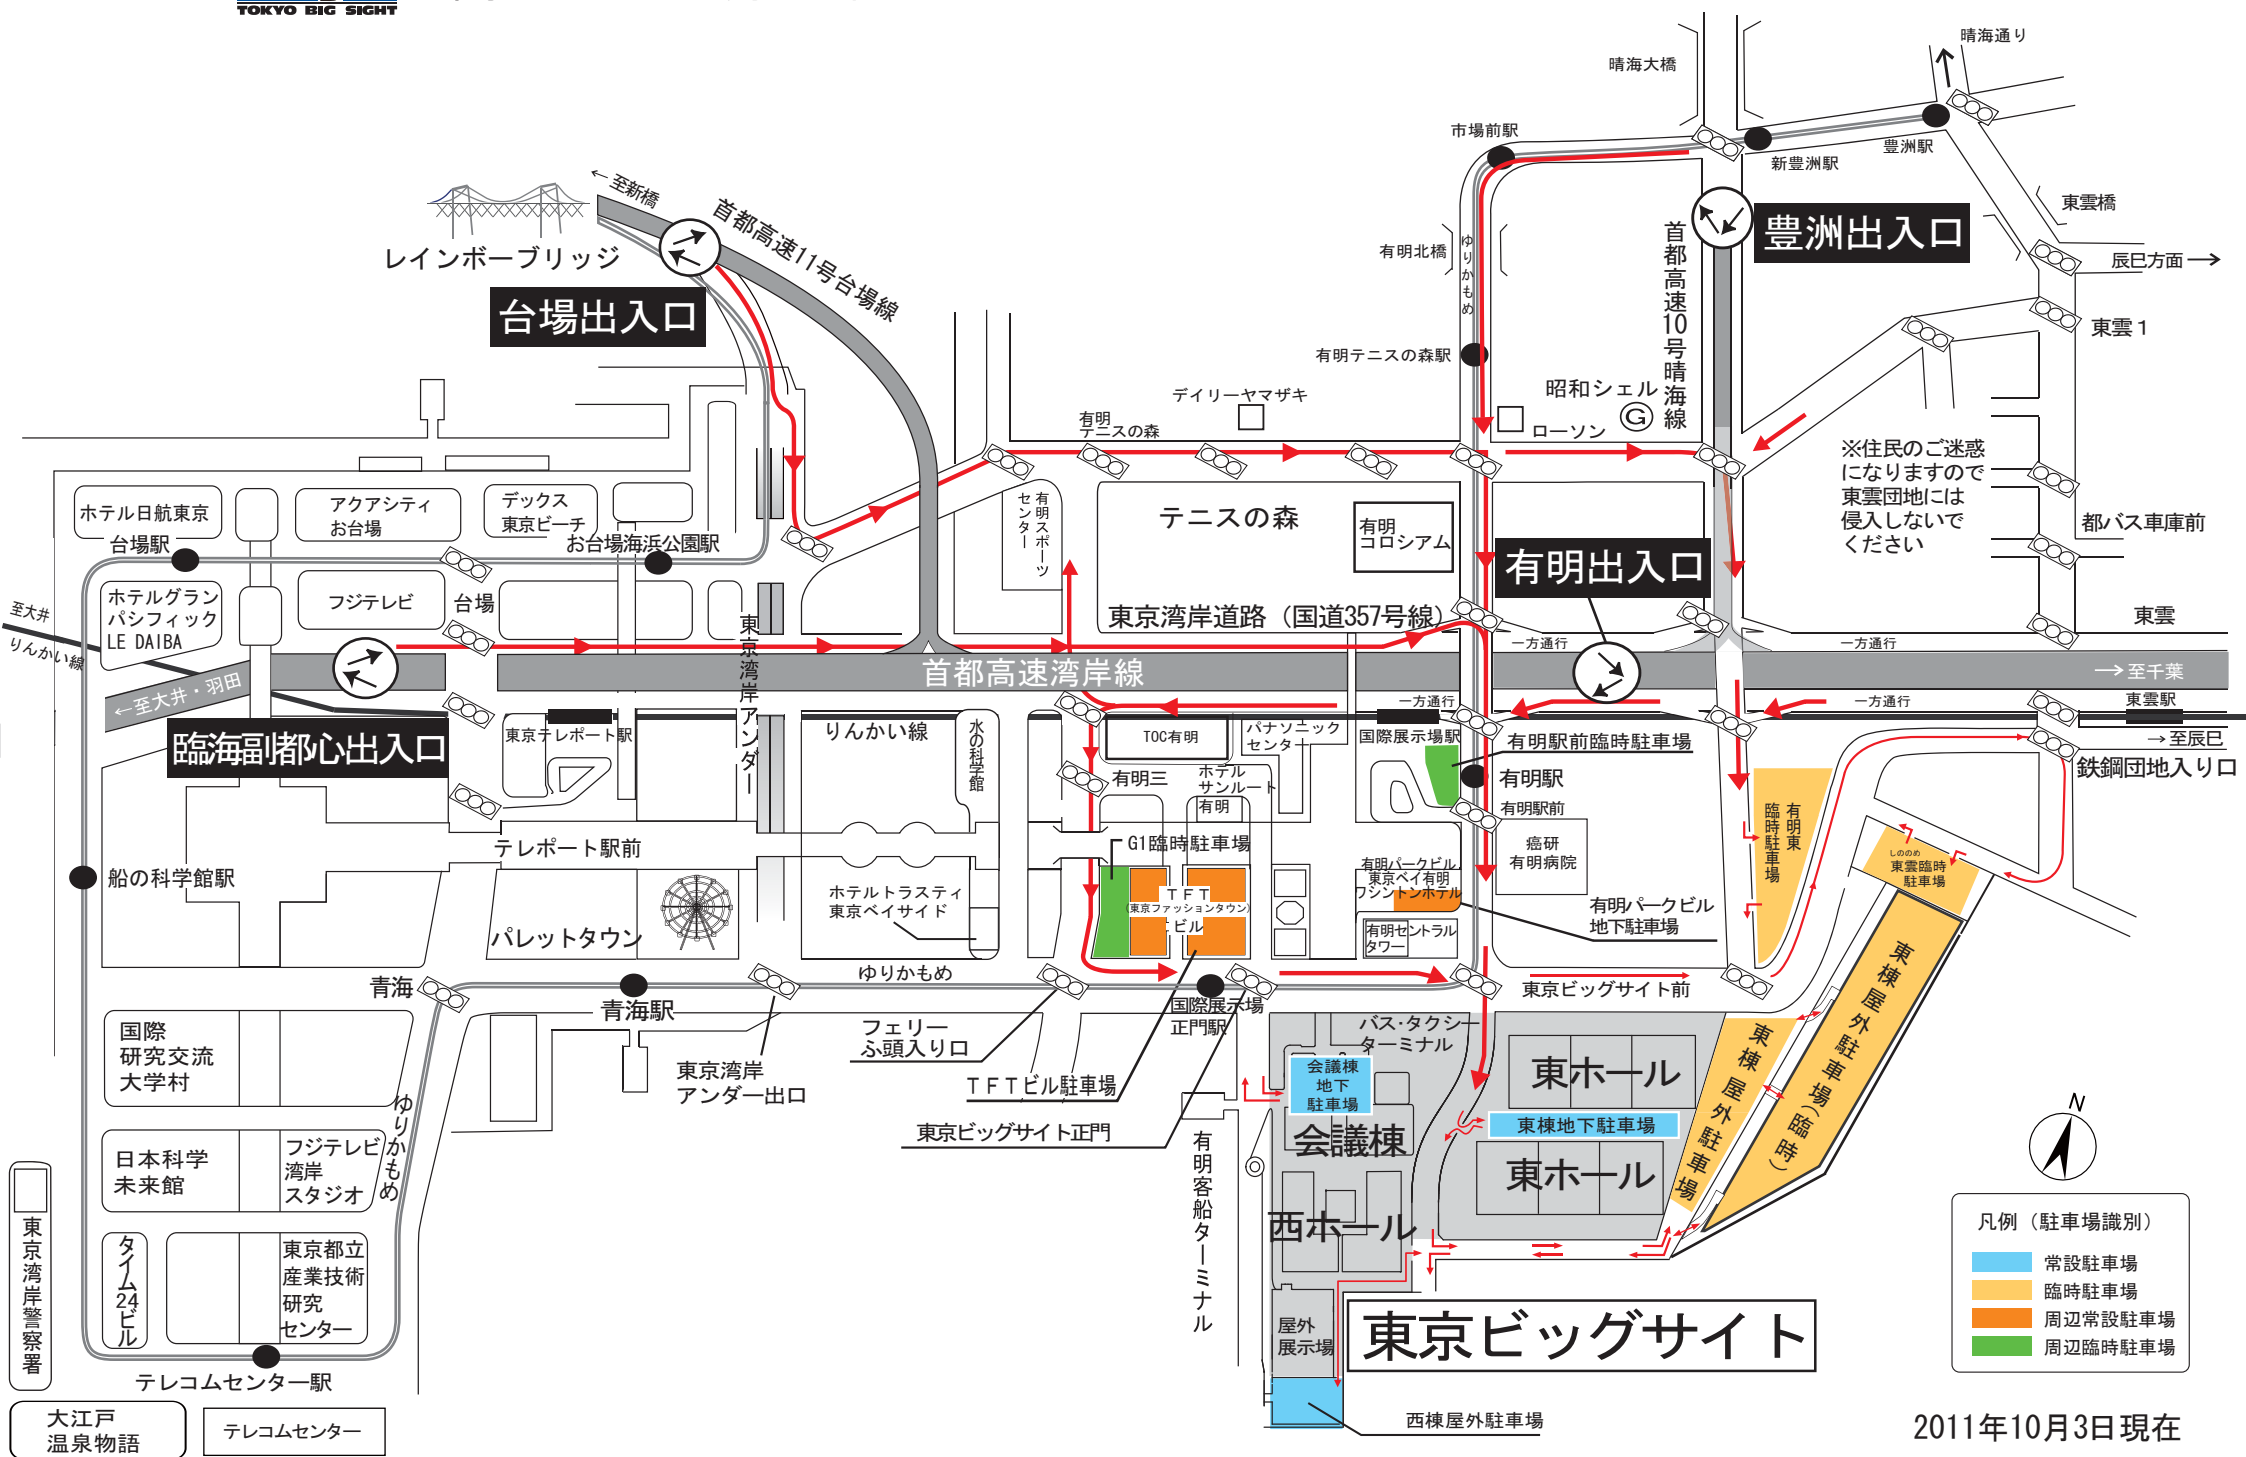 TOKYO BIG SIGHT
晴海通り
晴海大橋
市場前駅
豊洲駅
新豊洲駅
←至新橋
首都高速11号台場線
レインボーブリッジ
台場出入口
東雲橋
豊洲出入口
辰巳方面→
有明北橋
ゆりかもめ
首都高速10号晴海線
東雲1
有明テニスの森駅
デイリーヤマザキ
昭和シェル
G
ローソン
有明
テニスの森
※住民のご迷惑
になりますので
東雲団地には
侵入しないで
ください
ホテル日航東京
アクアシティ
お台場
デックス
東京ビーチ
台場駅
お台場海浜公園駅
有明スポーツ
センター
テニスの森
有明
コロシアム
有明出入口
都バス車庫前
ホテルグラン
パシフィック
LE DAIBA
フジテレビ
台場
至大井
りんかい線
東京湾岸アンダー
東京湾岸道路（国道357号線）
一方通行
一方通行
東雲
首都高速湾岸線
←至大井・羽田
→至千葉
一方通行
一方通行
東雲駅
臨海副都心出入口
東京テレポート駅
りんかい線
水の科学館
TOC有明
パナソニック
センター
国際展示場駅
有明駅前臨時駐車場
→至辰巳
鉄鋼団地入り口
有明三
ホテル
サンルート
有明
有明駅
有明駅前
有明東
臨時駐車場
テレポート駅前
G1臨時駐車場
癌研
有明病院
しののめ
東雲臨時
駐車場
船の科学館駅
ホテルトラスティ
東京ベイサイド
TFT
(東京ファッションタウン)
ビル
有明パークビル
東京ベイ有明
ワシントンホテル
有明パークビル
地下駐車場
有明セントラル
タワー
パレットタウン
ゆりかもめ
青海
青海駅
国際展示場
正門駅
東京ビッグサイト前
東棟屋外駐車場(臨時)
東棟屋外駐車場
国際
研究交流
大学村
フェリー
ふ頭入り口
バス・タクシー
ターミナル
東京湾岸
アンダー出口
TFTビル駐車場
会議棟
地下
駐車場
東ホール
東棟地下駐車場
東京ビッグサイト正門
会議棟
東ホール
N
ゆりかもめ
日本科学
未来館
フジテレビ
湾岸
スタジオ
有明客船ターミナル
西ホール
東京湾岸警察署
タイム24ビル
東京都立
産業技術
研究
センター
屋外
展示場
東京ビッグサイト
凡例（駐車場識別）
常設駐車場
臨時駐車場
周辺常設駐車場
周辺臨時駐車場
テレコムセンター駅
大江戸
温泉物語
テレコムセンター
西棟屋外駐車場
2011年10月3日現在